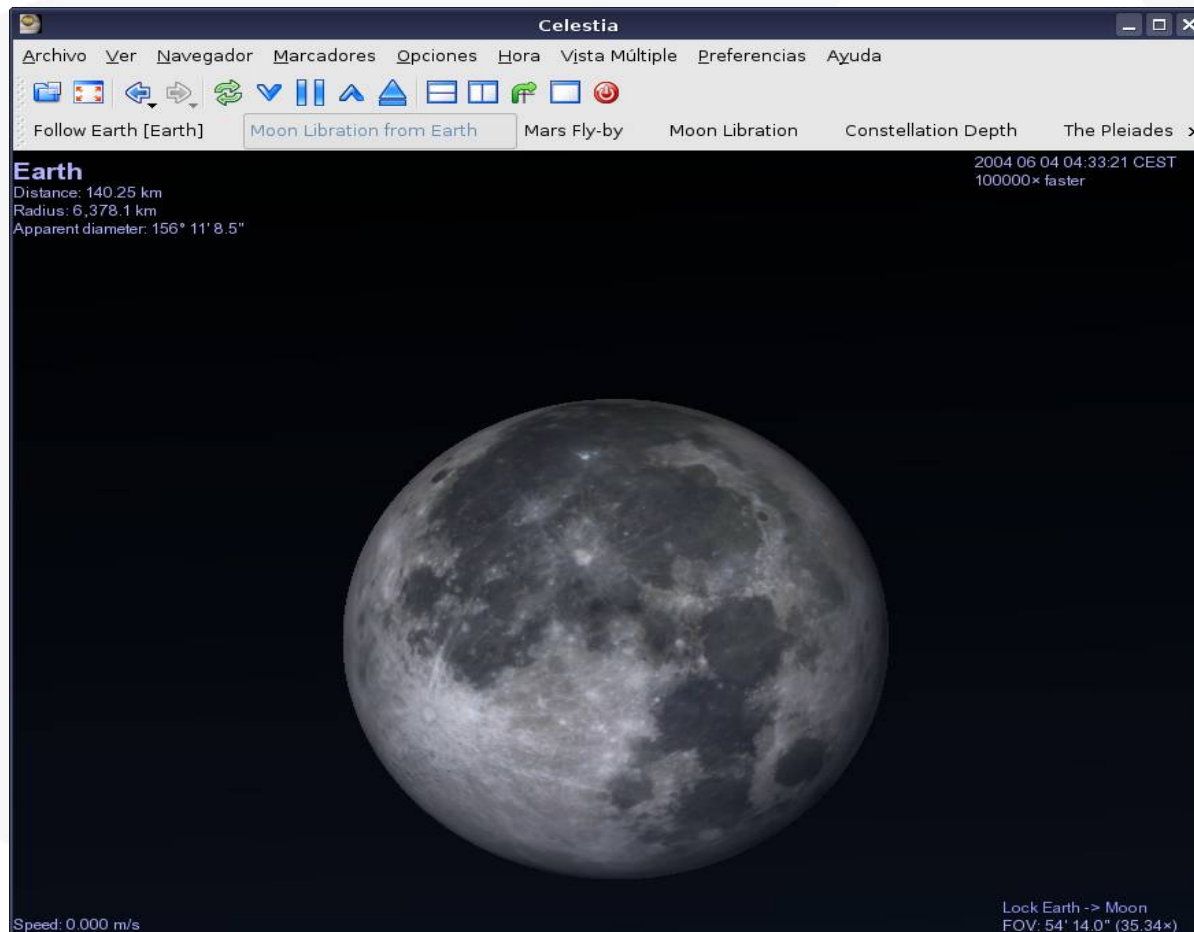 Celestia
Archivo Ver Navegador Marcadores Opciones Hora Vista Múltiple Preferencias Ayuda
Follow Earth [Earth] Moon Libration from Earth Mars Fly-by Moon Libration Constellation Depth The Pleiades
Earth
Distance: 140.25 km
Radius: 6,378.1 km
Apparent diameter: 156° 11' 8.5"
2004 06 04 04:33:21 CEST
100000× faster
Speed: 0.000 m/s
Lock Earth -> Moon
FOV: 54' 14.0" (35.34×)